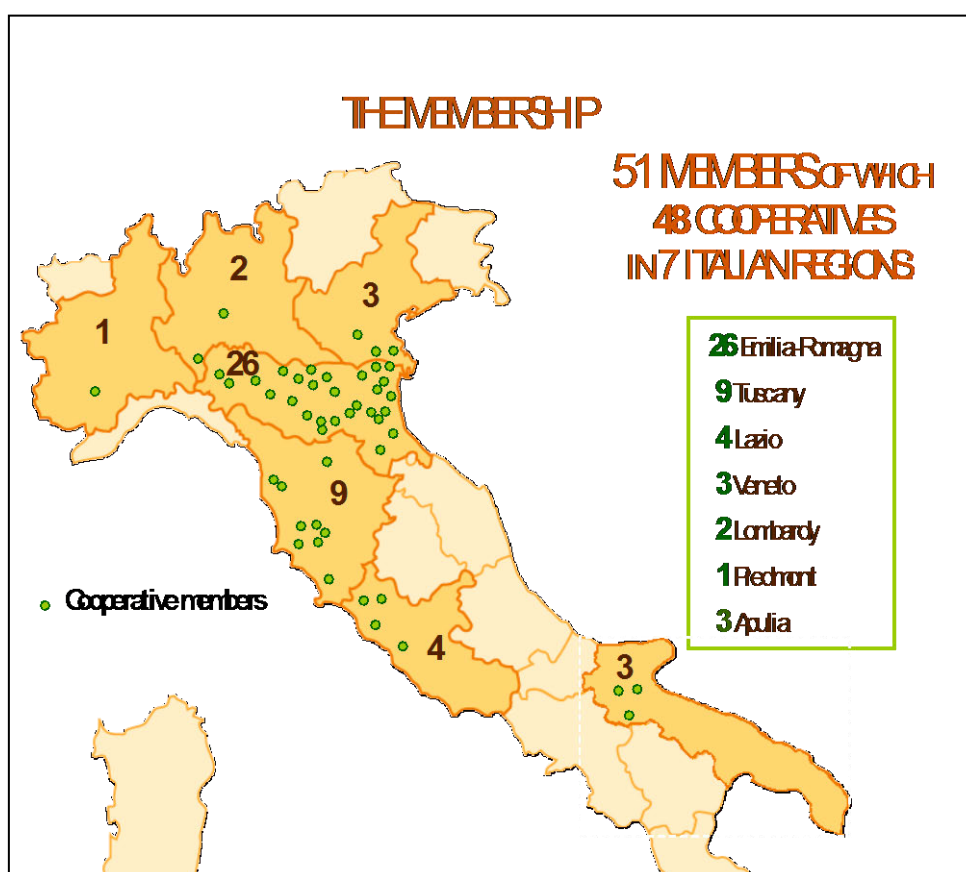 THE MEMBERSHIP
51 MEMBERS OF WHICH
48 COOPERATIVES
IN 7 ITALIAN REGIONS
2
3
1
26
26 Emilia-Romagna
9 Tuscany
4 Lazio
3 Veneto
2 Lombardy
1 Piedmont
3 Apulia
9
Cooperative members
4
3